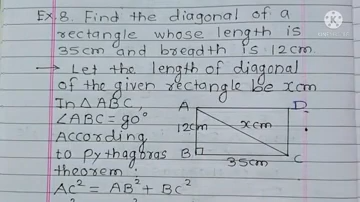 Ex.8. Find the diagonal of a
rectangle whose length is
35cm and breadth is 12cm.
→ Let the length of diagonal
of the given rectangle be xcm
In △ABC,
∠ABC = 90°
According
to Pythagoras
theorem,
AC² = AB² + BC²
A
D
12cm
xcm
B
35cm
C